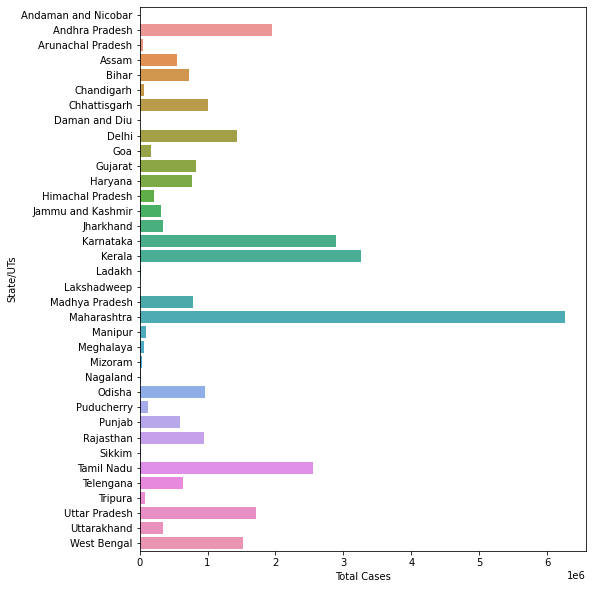 Andaman and Nicobar
Andhra Pradesh
Arunachal Pradesh
Assam
Bihar
Chandigarh
Chhattisgarh
Daman and Diu
Delhi
Goa
Gujarat
Haryana
Himachal Pradesh
Jammu and Kashmir
Jharkhand
Karnataka
Kerala
Ladakh
Lakshadweep
Madhya Pradesh
Maharashtra
Manipur
Meghalaya
Mizoram
Nagaland
Odisha
Puducherry
Punjab
Rajasthan
Sikkim
Tamil Nadu
Telengana
Tripura
Uttar Pradesh
Uttarakhand
West Bengal
State/UTs
0 1 2 3 4 5 6
1e6
Total Cases